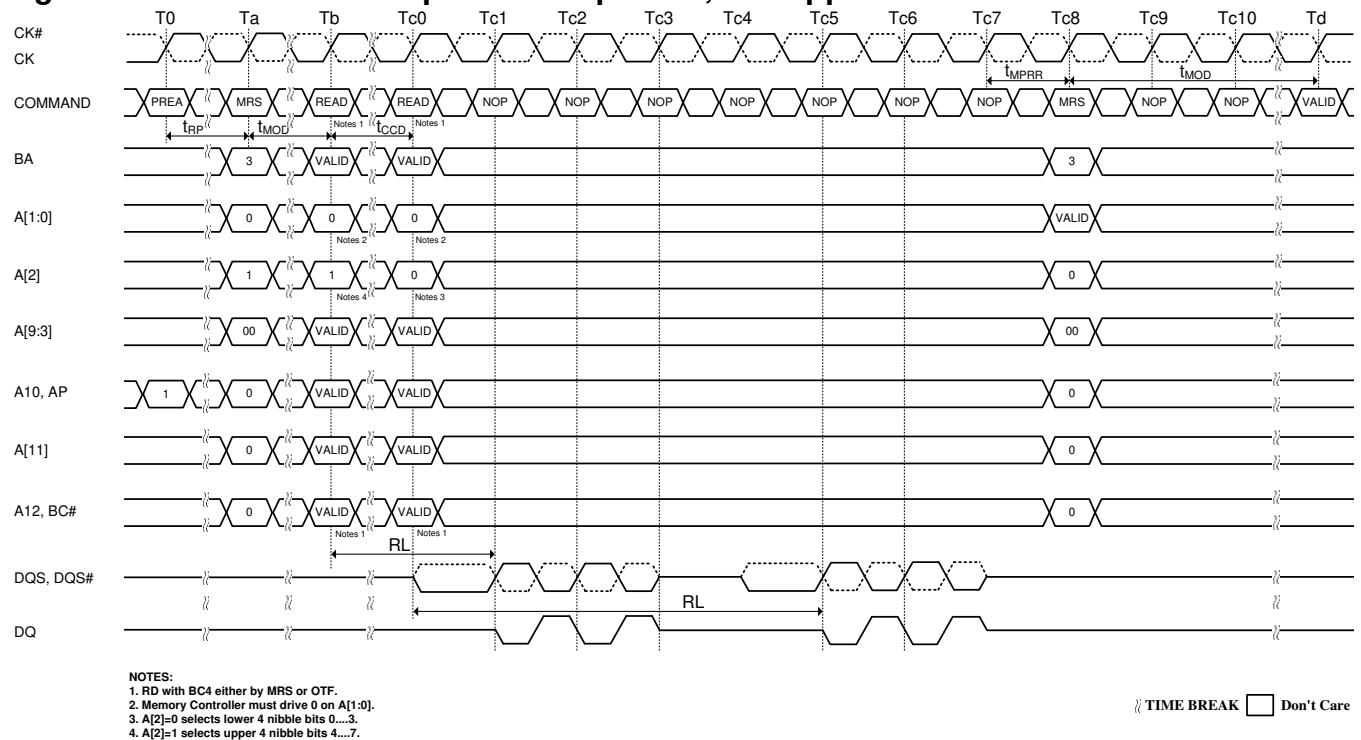 T0 Ta Tb Tc0 Tc1 Tc2 Tc3 Tc4 Tc5 Tc6 Tc7 Tc8 Tc9 Tc10 Td
CK#
CK
tMPRR tMOD
COMMAND PREA MRS READ READ NOP NOP NOP NOP NOP NOP NOP MRS NOP NOP VALID
Notes 1 Notes 1
tRP tMOD tCCD
BA 3 VALID VALID 3
A[1:0] 0 0 0 VALID
Notes 2 Notes 2
A[2] 1 1 0 0
Notes 4 Notes 3
A[9:3] 00 VALID VALID 00
A10, AP 1 0 VALID VALID 0
A[11] 0 VALID VALID 0
A12, BC# 0 VALID VALID 0
Notes 1 Notes 1
RL
DQS, DQS#
RL
DQ
NOTES:
1. RD with BC4 either by MRS or OTF.
2. Memory Controller must drive 0 on A[1:0].
3. A[2]=0 selects lower 4 nibble bits 0....3.
4. A[2]=1 selects upper 4 nibble bits 4....7.
TIME BREAK Don't Care